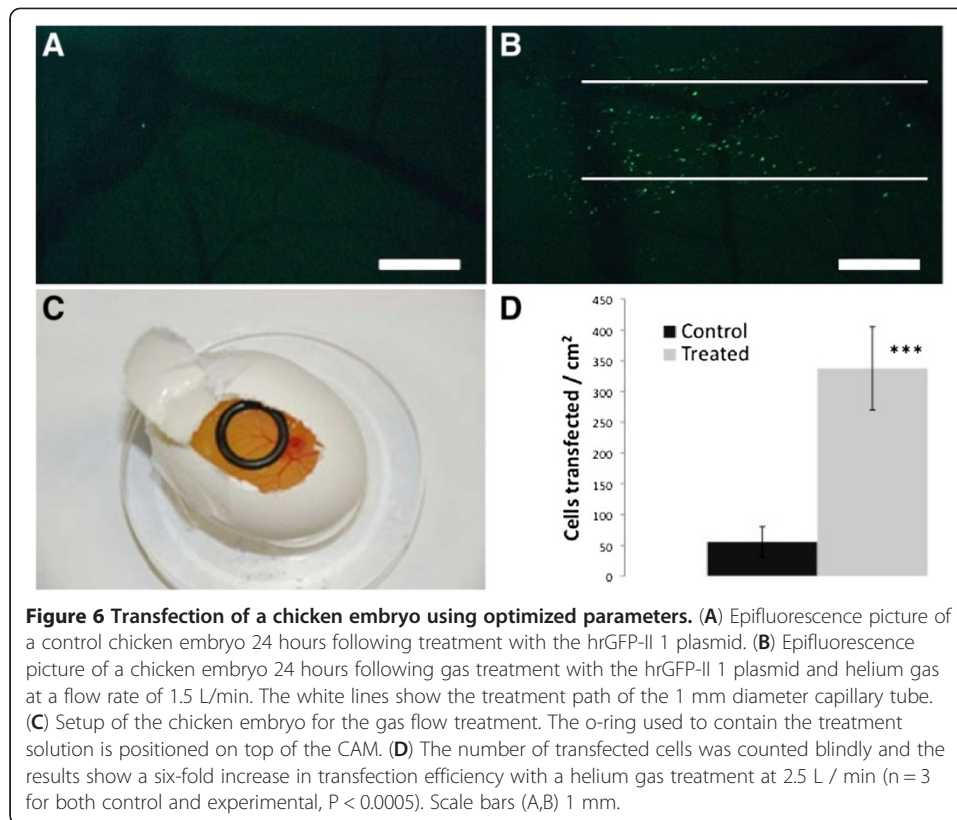 A
B
C
D
450
400
350
300
250
200
150
100
50
0
Cells transfected / cm²
Control
Treated
***
Figure 6 Transfection of a chicken embryo using optimized parameters. (A) Epifluorescence picture of
a control chicken embryo 24 hours following treatment with the hrGFP-II 1 plasmid. (B) Epifluorescence
picture of a chicken embryo 24 hours following gas treatment with the hrGFP-II 1 plasmid and helium gas
at a flow rate of 1.5 L/min. The white lines show the treatment path of the 1 mm diameter capillary tube.
(C) Setup of the chicken embryo for the gas flow treatment. The o-ring used to contain the treatment
solution is positioned on top of the CAM. (D) The number of transfected cells was counted blindly and the
results show a six-fold increase in transfection efficiency with a helium gas treatment at 2.5 L / min (n = 3
for both control and experimental, P < 0.0005). Scale bars (A,B) 1 mm.